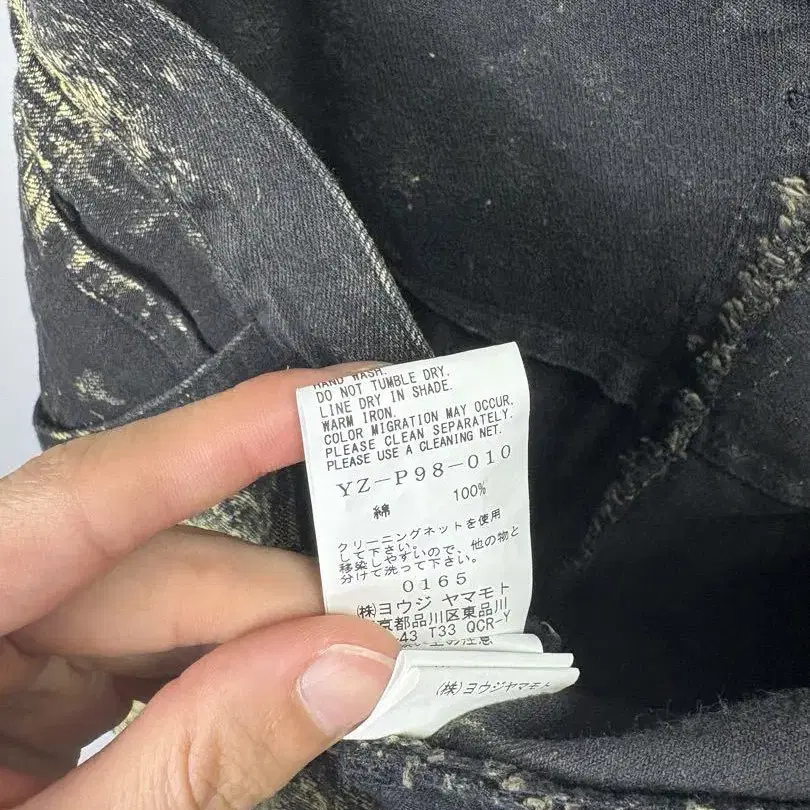 HAND WASH.
DO NOT TUMBLE DRY.
LINE DRY IN SHADE.
WARM IRON.
COLOR MIGRATION MAY OCCUR.
PLEASE CLEAN SEPARATELY.
PLEASE USE A CLEANING NET.
YZ-P98-010
綿 100%
クリーニングネットを使用
して下さい。
移染しやすいので、他の物と
分けて洗って下さい。
0165
(株)ヨウジ ヤマモト
京都品川区東品川
43 T33 QCR-Y
(株)ヨウジヤマモト